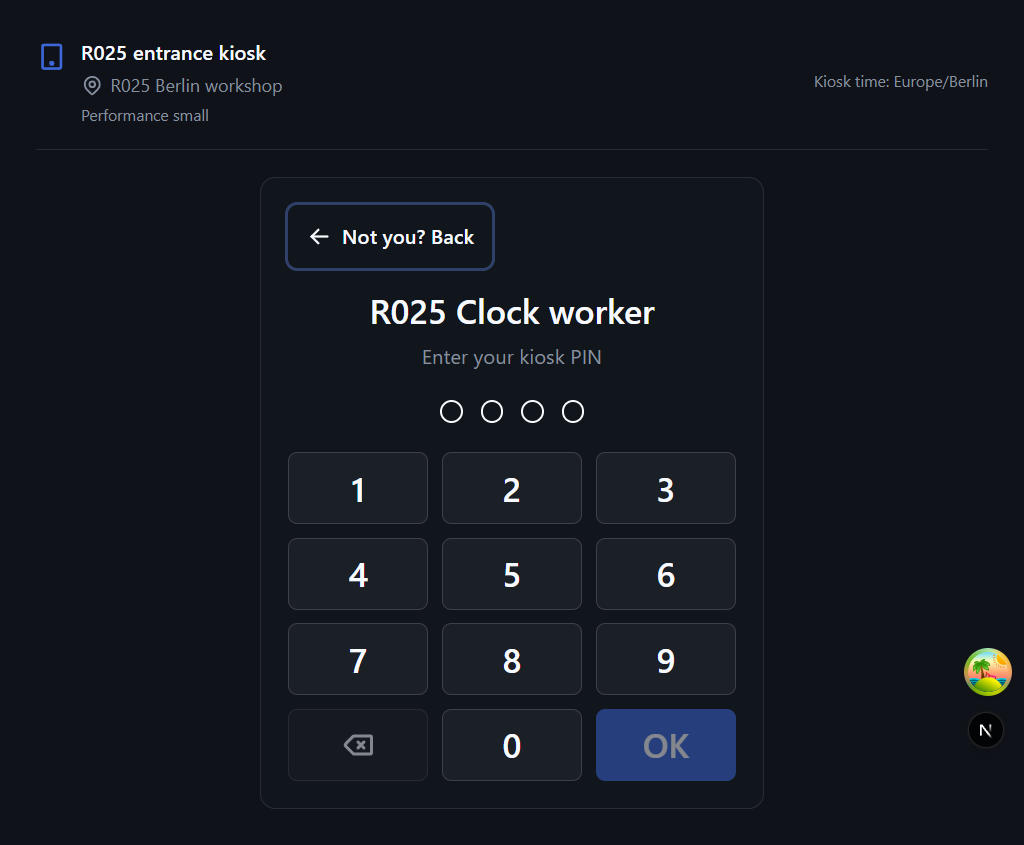 R025 entrance kiosk
R025 Berlin workshop
Performance small
Kiosk time: Europe/Berlin
Not you? Back
R025 Clock worker
Enter your kiosk PIN
1 2 3
4 5 6
7 8 9
0 OK
N